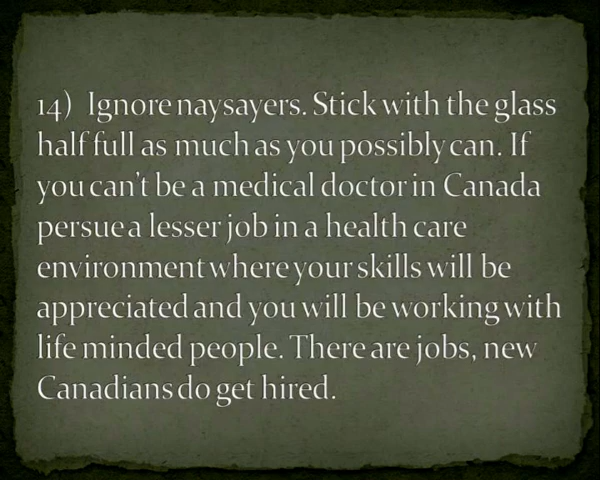 14) Ignore naysayers. Stick with the glass
half full as much as you possibly can. If
you can't be a medical doctor in Canada
persue a lesser job in a health care
environment where your skills will be
appreciated and you will be working with
life minded people. There are jobs, new
Canadians do get hired.